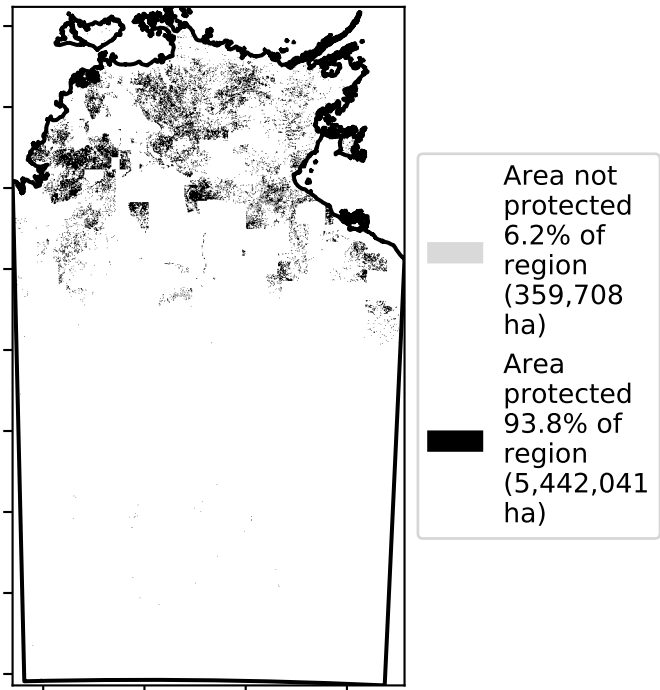 Area not
protected
6.2% of
region
(359,708
ha)
Area
protected
93.8% of
region
(5,442,041
ha)